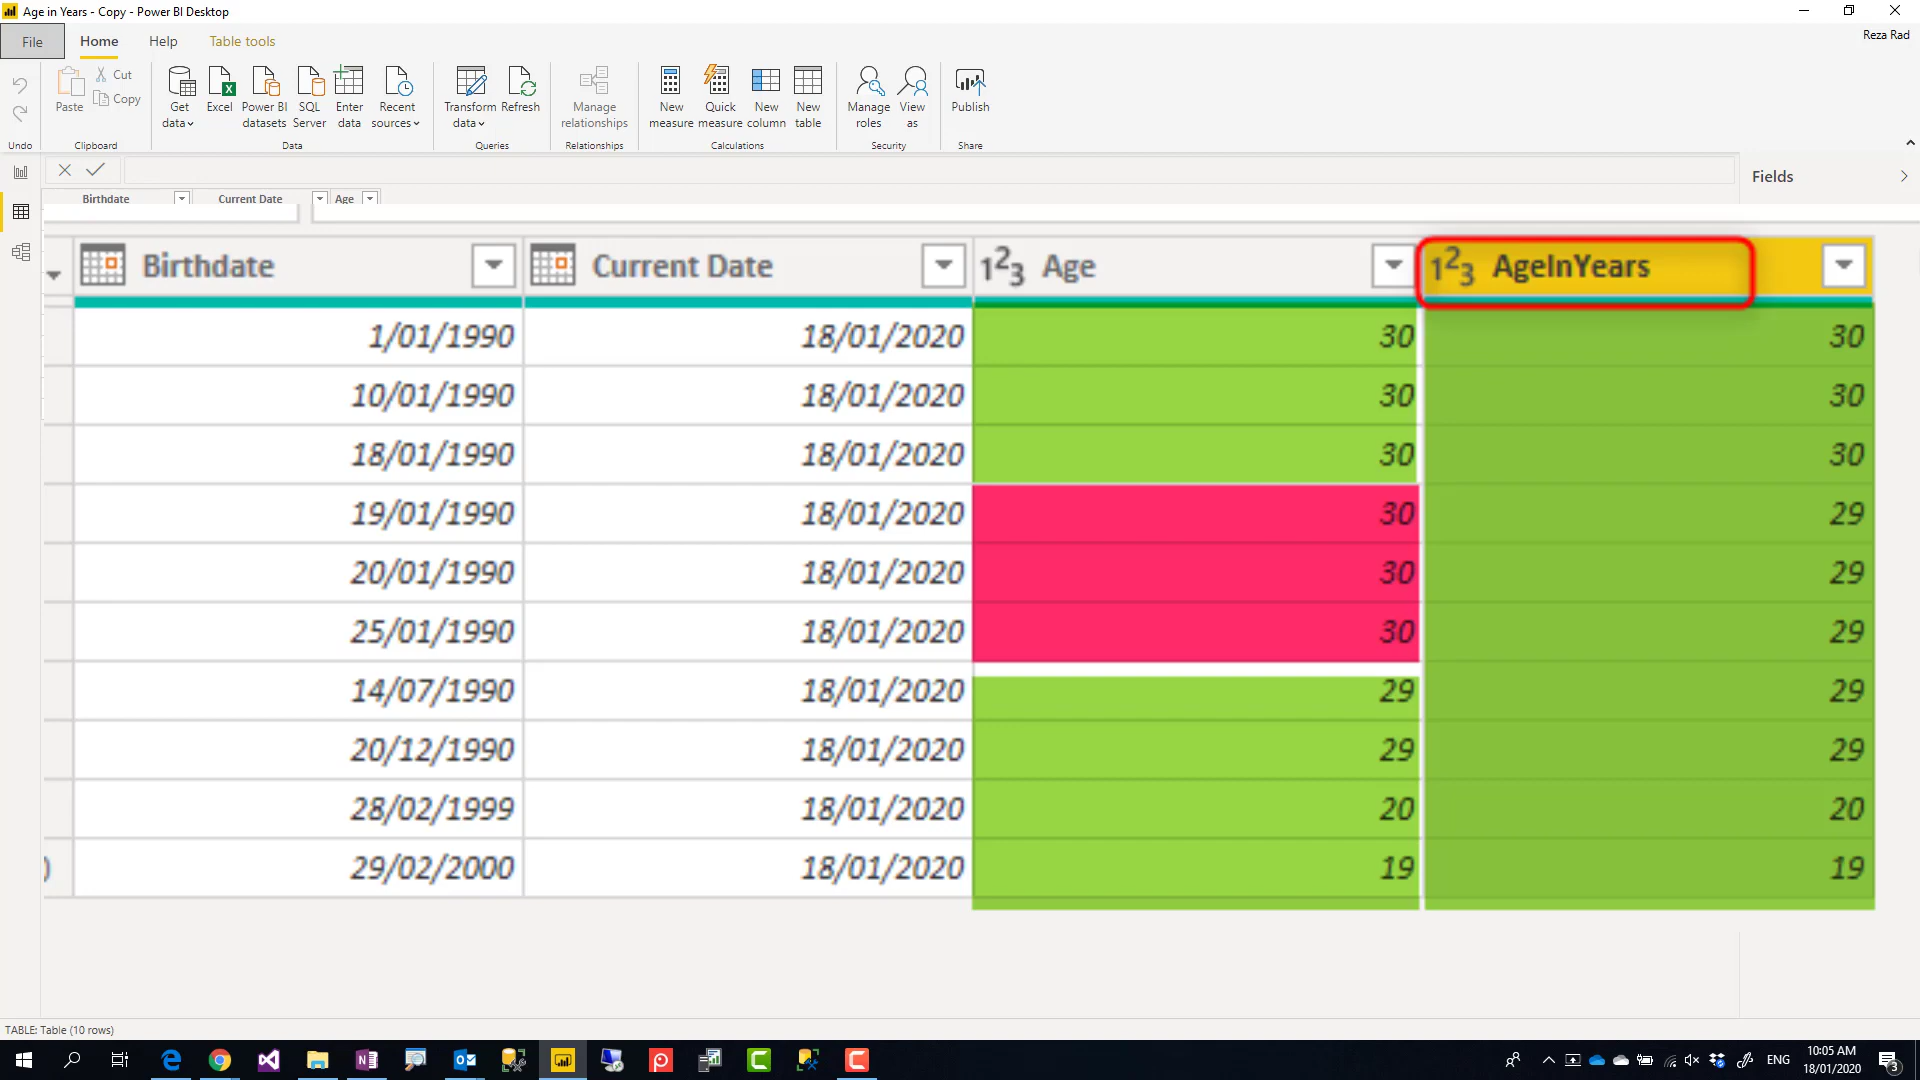 Age in Years - Copy - Power BI Desktop
Reza Rad
File Home Help Table tools
Cut
Copy
Paste
Get data
Excel
Power BI datasets
SQL Server
Enter data
Recent sources
Transform data
Refresh
Manage relationships
New measure
Quick measure
New column
New table
Manage roles
View as
Publish
Undo Clipboard Data Queries Relationships Calculations Security Share
Fields
Birthdate Current Date Age
Birthdate Current Date 123 Age 123 AgeInYears
1/01/1990 18/01/2020 30 30
10/01/1990 18/01/2020 30 30
18/01/1990 18/01/2020 30 30
19/01/1990 18/01/2020 30 29
20/01/1990 18/01/2020 30 29
25/01/1990 18/01/2020 30 29
14/07/1990 18/01/2020 29 29
20/12/1990 18/01/2020 29 29
28/02/1999 18/01/2020 20 20
29/02/2000 18/01/2020 19 19
TABLE: Table (10 rows)
ENG
10:05 AM
18/01/2020
3